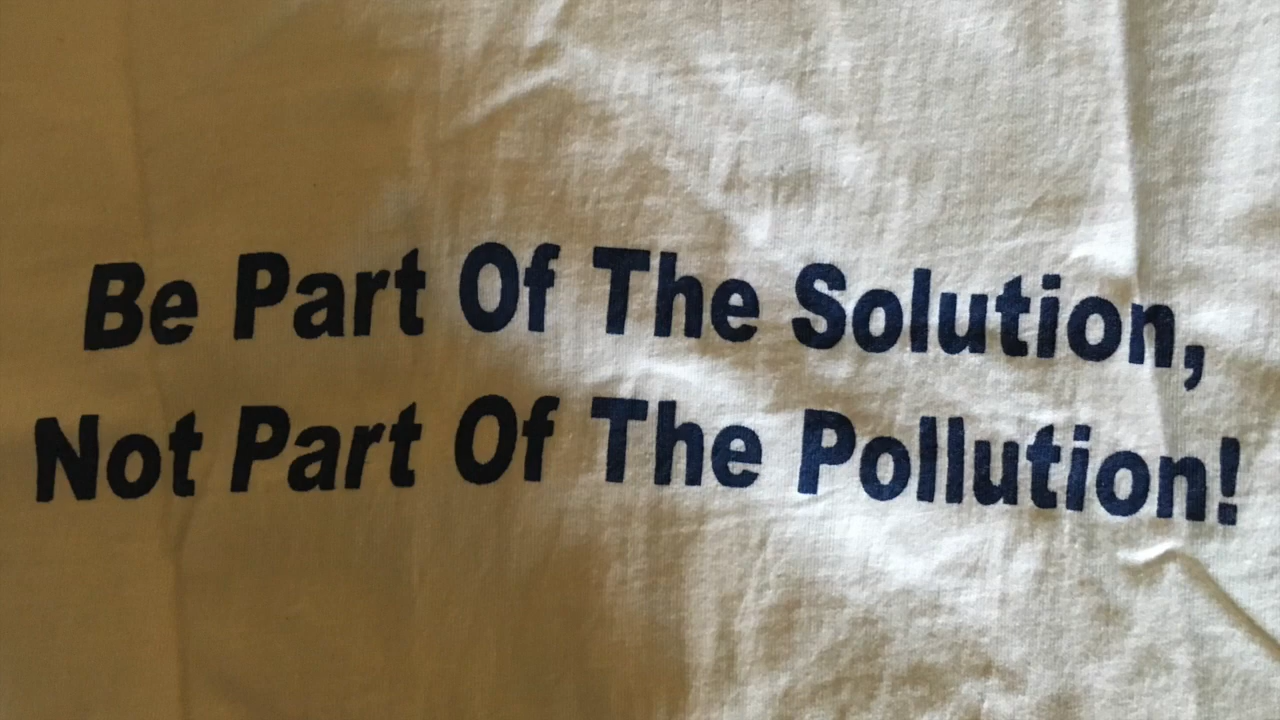 Be Part Of The Solution,
Not Part Of The Pollution!